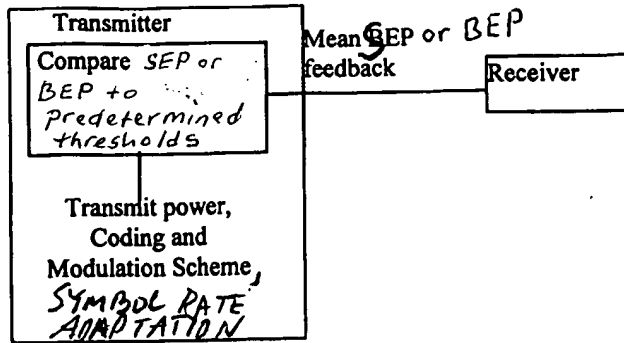 Transmitter
Compare SEP or
BEP to
predetermined
thresholds
Mean SEP or BEP
feedback
Receiver
Transmit power,
Coding and
Modulation Scheme,
SYMBOL RATE
ADAPTATION